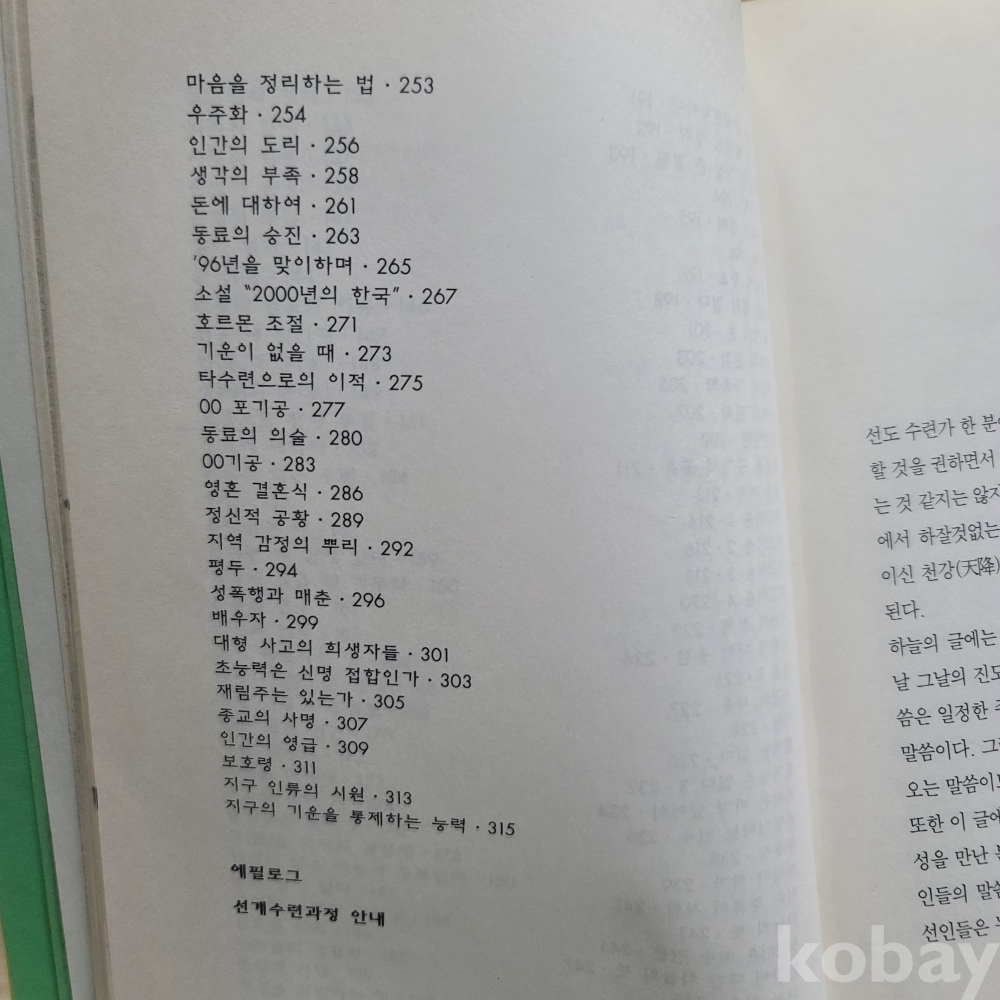 마음을 정리하는 법 · 253
우주화 · 254
인간의 도리 · 256
생각의 부족 · 258
돈에 대하여 · 261
동료의 승진 · 263
'96년을 맞이하며 · 265
소설 “2000년의 한국” · 267
호르몬 조절 · 271
기운이 없을 때 · 273
타수련으로의 이적 · 275
00 포기공 · 277
동료의 의술 · 280
00기공 · 283
영혼 결혼식 · 286
정신적 공황 · 289
지역 감정의 뿌리 · 292
평두 · 294
성폭행과 매춘 · 296
배우자 · 299
대형 사고의 희생자들 · 301
초능력은 신명 접합인가 · 303
재림주는 있는가 · 305
종교의 사명 · 307
인간의 영급 · 309
보호령 · 311
지구 인류의 시원 · 313
지구의 기운을 통제하는 능력 · 315
에필로그
선계수련과정 안내
선도 수련가 한 분이
할 것을 권하면서
는 것 같지는 않지
에서 하잘것없는
이신 천강(天降)
된다.
하늘의 글에는
날 그날의 진도
씀은 일정한 주
말씀이다. 그
오는 말씀이
또한 이 글에
성을 만난
인들의 말씀
선인들은
kobay